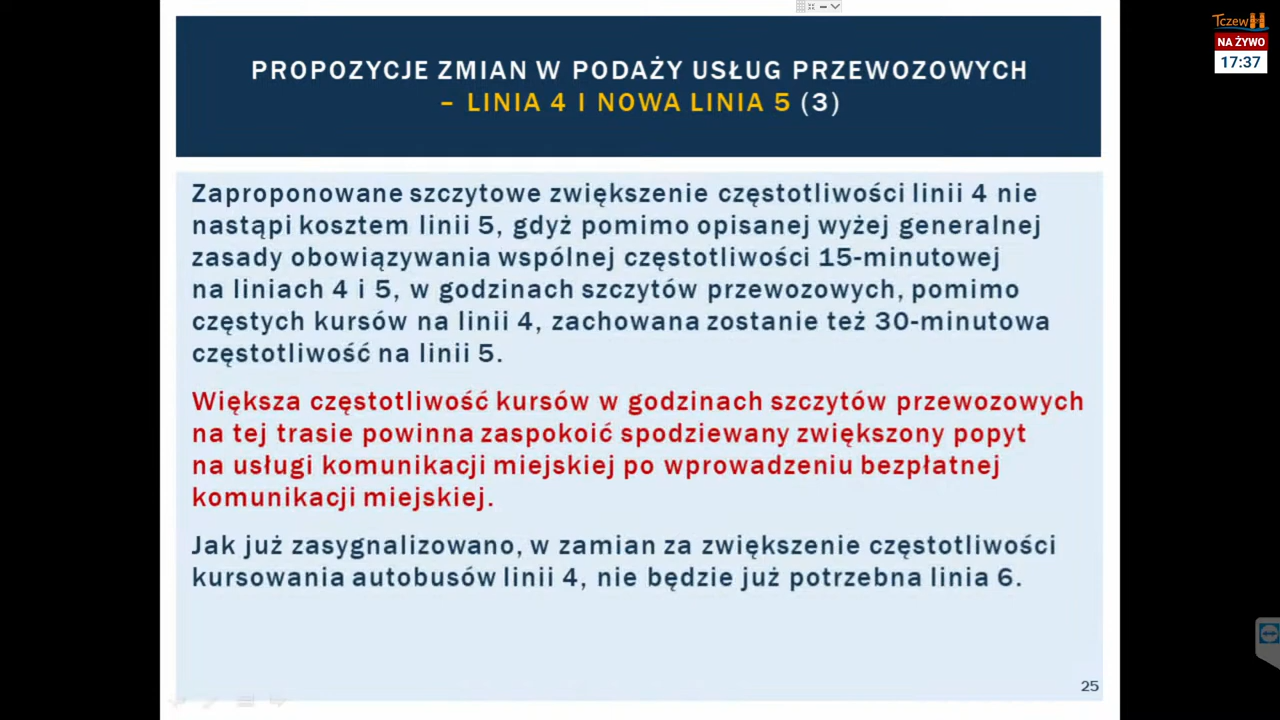 PROPOZYCJE ZMIAN W PODAŻY USŁUG PRZEWOZOWYCH
– LINIA 4 I NOWA LINIA 5 (3)
Tczew
NA ŻYWO
17:37
Zaproponowane szczytowe zwiększenie częstotliwości linii 4 nie
nastąpi kosztem linii 5, gdyż pomimo opisanej wyżej generalnej
zasady obowiązywania wspólnej częstotliwości 15-minutowej
na liniach 4 i 5, w godzinach szczytów przewozowych, pomimo
częstych kursów na linii 4, zachowana zostanie też 30-minutowa
częstotliwość na linii 5.
Większa częstotliwość kursów w godzinach szczytów przewozowych
na tej trasie powinna zaspokoić spodziewany zwiększony popyt
na usługi komunikacji miejskiej po wprowadzeniu bezpłatnej
komunikacji miejskiej.
Jak już zasygnalizowano, w zamian za zwiększenie częstotliwości
kursowania autobusów linii 4, nie będzie już potrzebna linia 6.
25